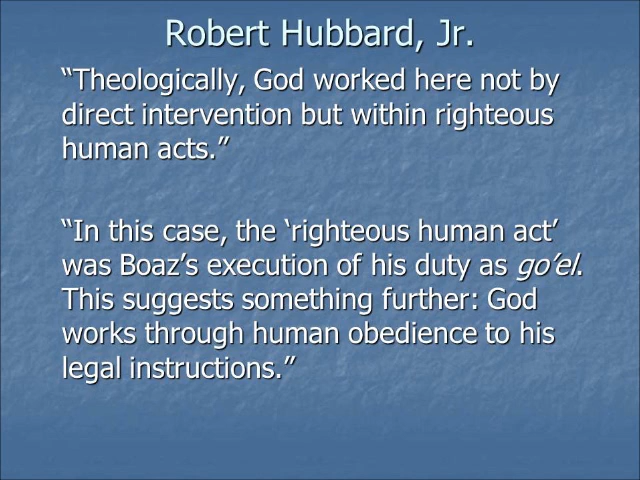 Robert Hubbard, Jr.
“Theologically, God worked here not by
direct intervention but within righteous
human acts.”
“In this case, the ‘righteous human act’
was Boaz’s execution of his duty as go’el.
This suggests something further: God
works through human obedience to his
legal instructions.”